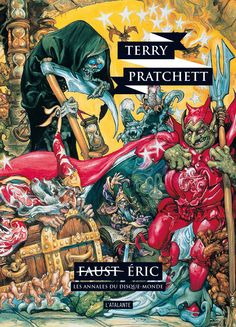 TERRY
PRATCHETT
FAUST ÉRIC
LES ANNALES DU DISQUE-MONDE
L'ATALANTE